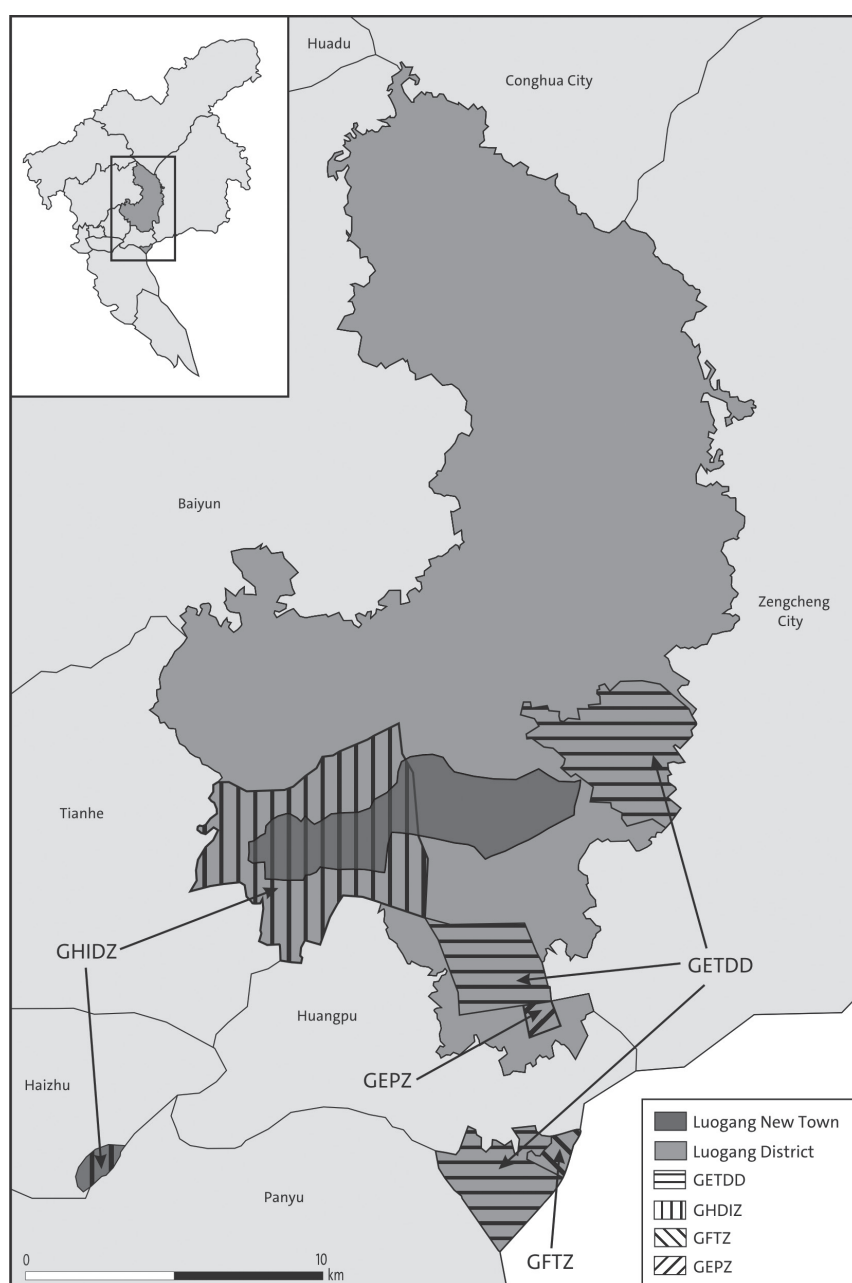 Huadu
Conghua City
Baiyun
Zengcheng
City
Tianhe
GHIDZ
GETDD
Huangpu
GEPZ
Haizhu
Panyu
GFTZ
Luogang New Town
Luogang District
GETDD
GHDIZ
GFTZ
GEPZ
0 10
km